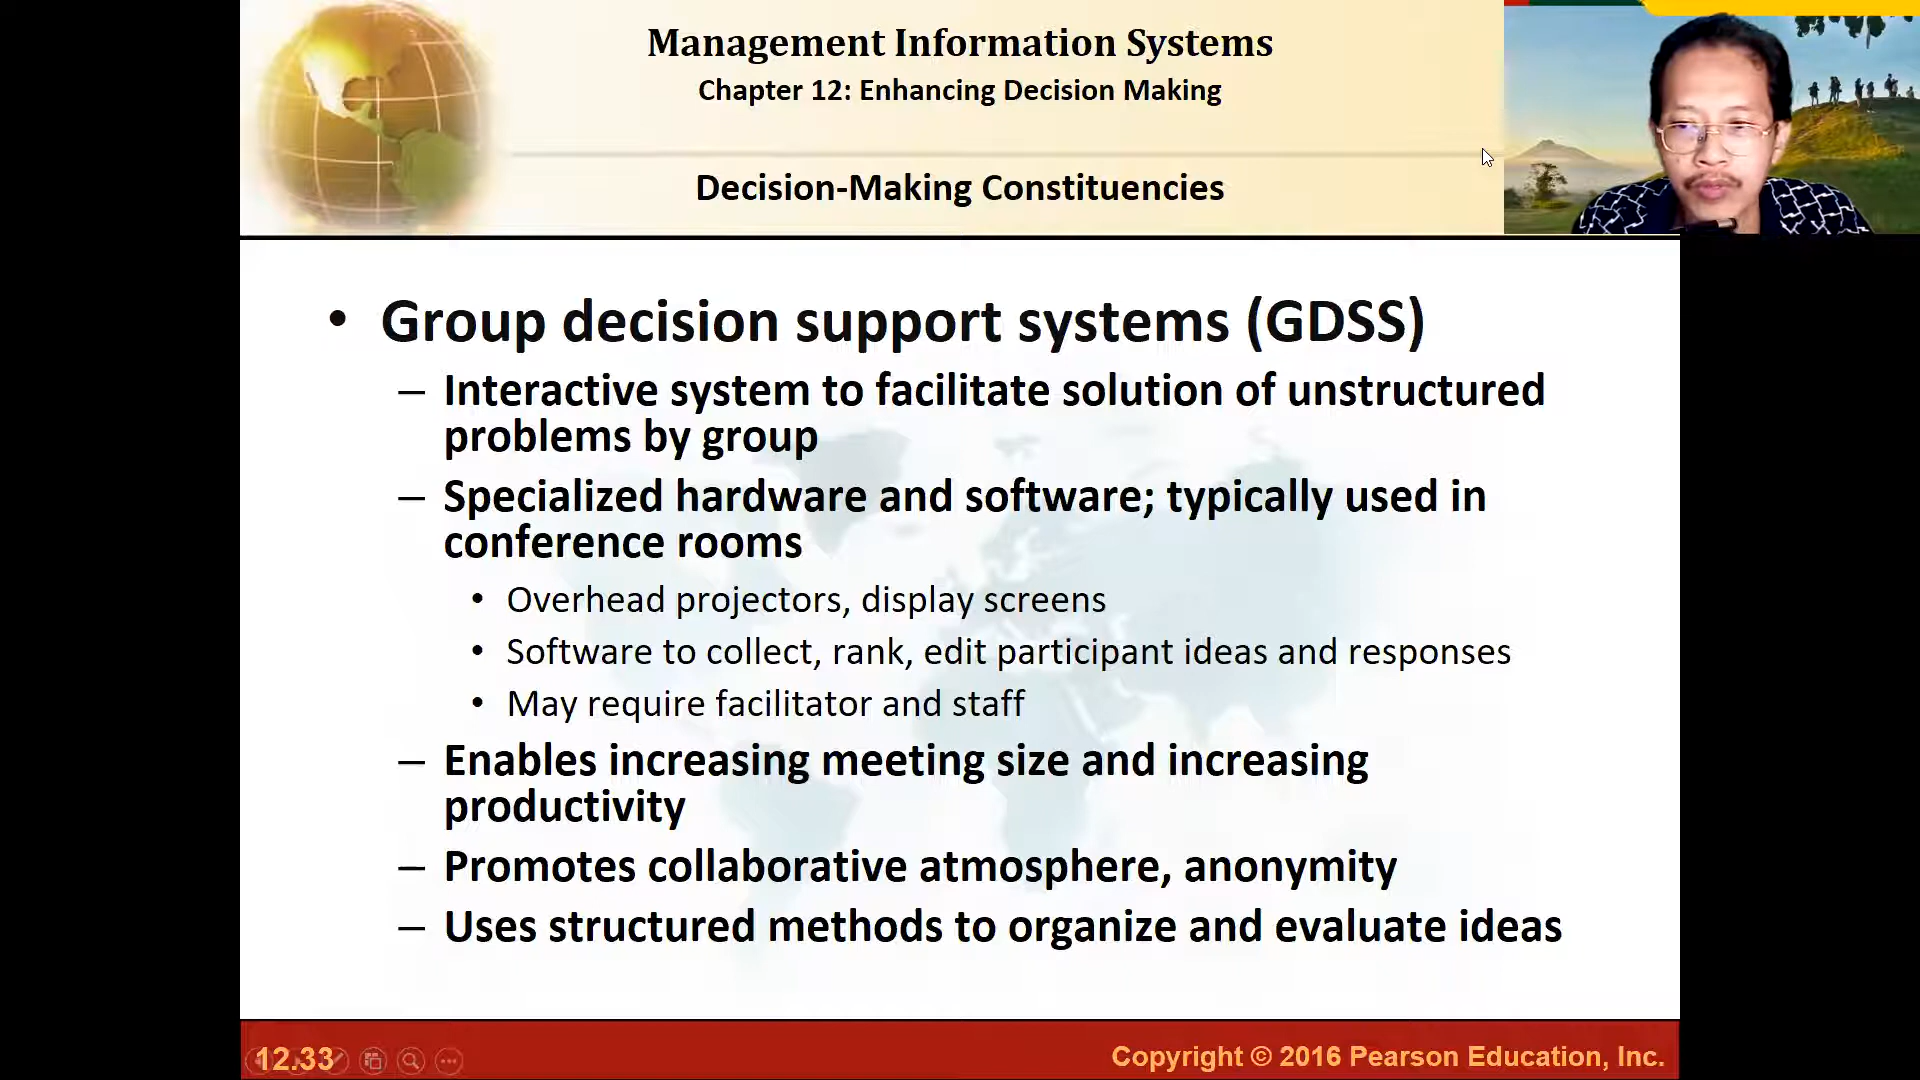 Management Information Systems
Chapter 12: Enhancing Decision Making
Decision-Making Constituencies
• Group decision support systems (GDSS)
– Interactive system to facilitate solution of unstructured
problems by group
– Specialized hardware and software; typically used in
conference rooms
• Overhead projectors, display screens
• Software to collect, rank, edit participant ideas and responses
• May require facilitator and staff
– Enables increasing meeting size and increasing
productivity
– Promotes collaborative atmosphere, anonymity
– Uses structured methods to organize and evaluate ideas
12.33
Copyright © 2016 Pearson Education, Inc.